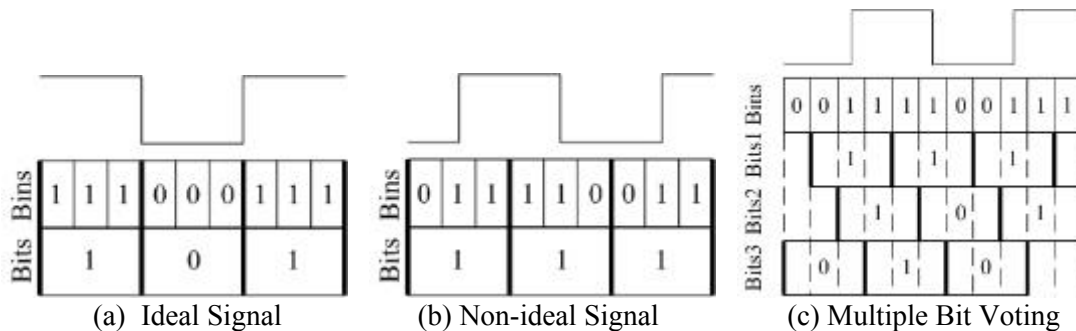 Bins 1 1 1 0 0 0 1 1 1
Bits 1 0 1
(a) Ideal Signal
Bins 0 1 1 1 1 0 0 1 1
Bits 1 1 1
(b) Non-ideal Signal
Bins 0 0 1 1 1 1 0 0 1 1 1
Bits1 1 1 1
Bits2 1 0 1
Bits3 0 1 0
(c) Multiple Bit Voting